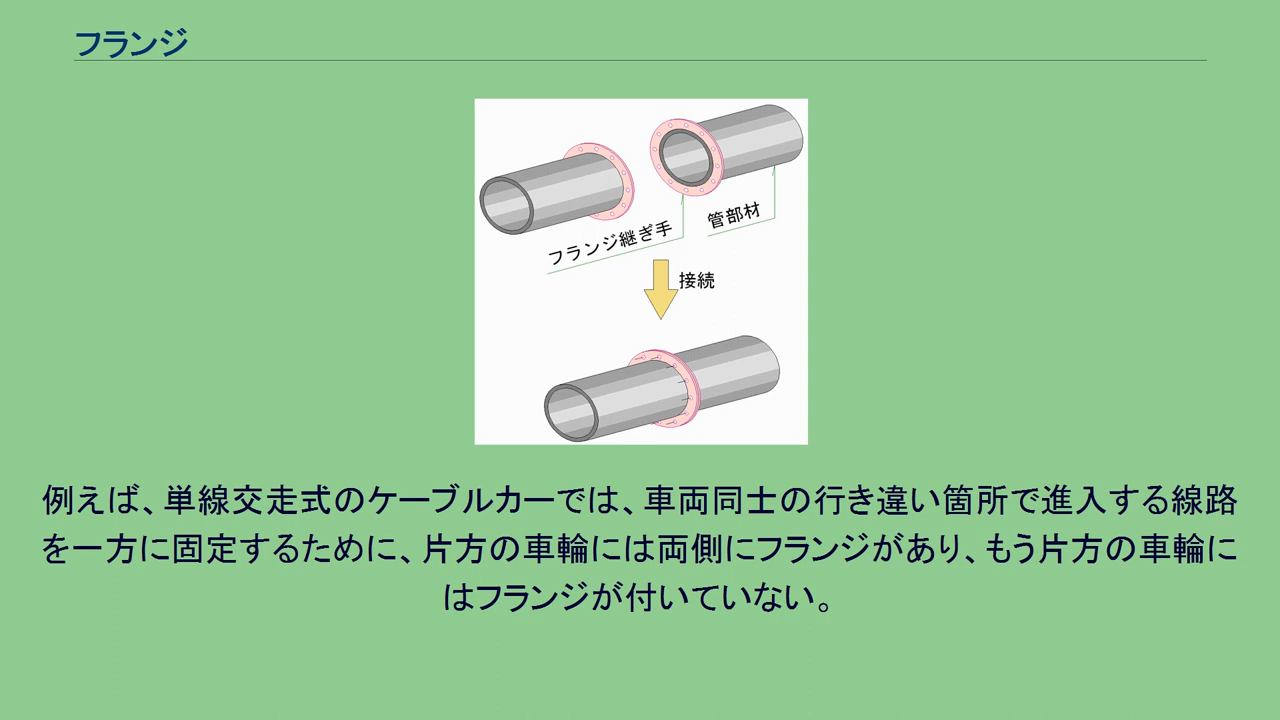 フランジ
フランジ継ぎ手
管部材
接続
例えば、単線交走式のケーブルカーでは、車両同士の行き違い箇所で進入する線路
を一方に固定するために、片方の車輪には両側にフランジがあり、もう片方の車輪に
はフランジが付いていない。